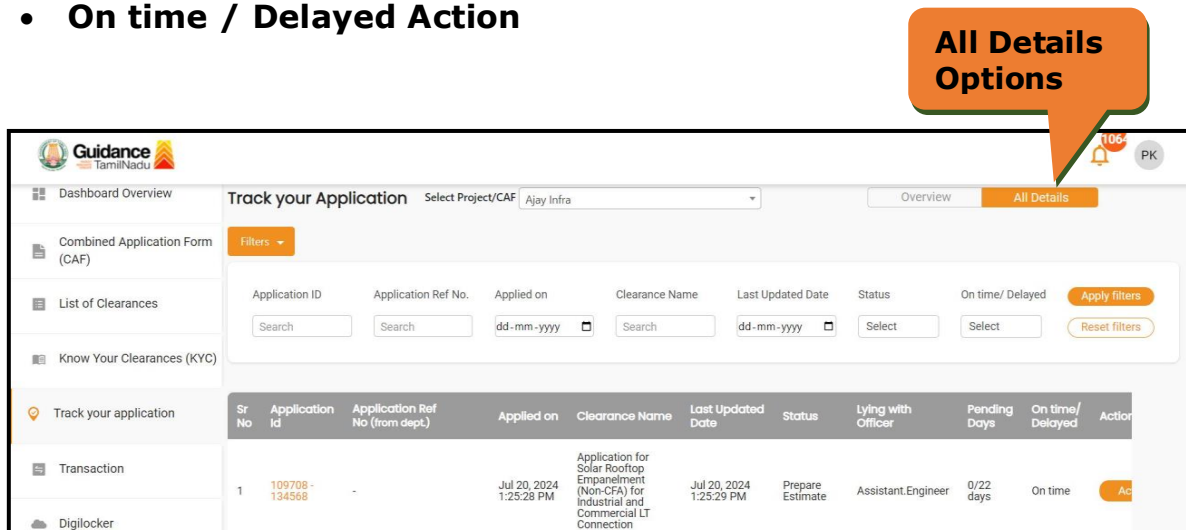 • On time / Delayed Action
All Details
Options
Guidance
TamilNadu
1064
PK
Dashboard Overview
Track your Application
Select Project/CAF
Ajay Infra
Overview
All Details
Combined Application Form
(CAF)
Filters
List of Clearances
Application ID
Application Ref No.
Applied on
Clearance Name
Last Updated Date
Status
On time/ Delayed
Apply filters
Search
Search
dd-mm-yyyy
Search
dd-mm-yyyy
Select
Select
Reset filters
Know Your Clearances (KYC)
Track your application
Sr
No
Application
Id
Application Ref
No (from dept.)
Applied on
Clearance Name
Last Updated
Date
Status
Lying with
Officer
Pending
Days
On time/
Delayed
Action
Transaction
1
109708 -
134568
-
Jul 20, 2024
1:25:28 PM
Application for
Solar Rooftop
Empanelment
(Non-CFA) for
Industrial and
Commercial LT
Connection
Jul 20, 2024
1:25:29 PM
Prepare
Estimate
Assistant.Engineer
0/22
days
On time
Ac
Digilocker